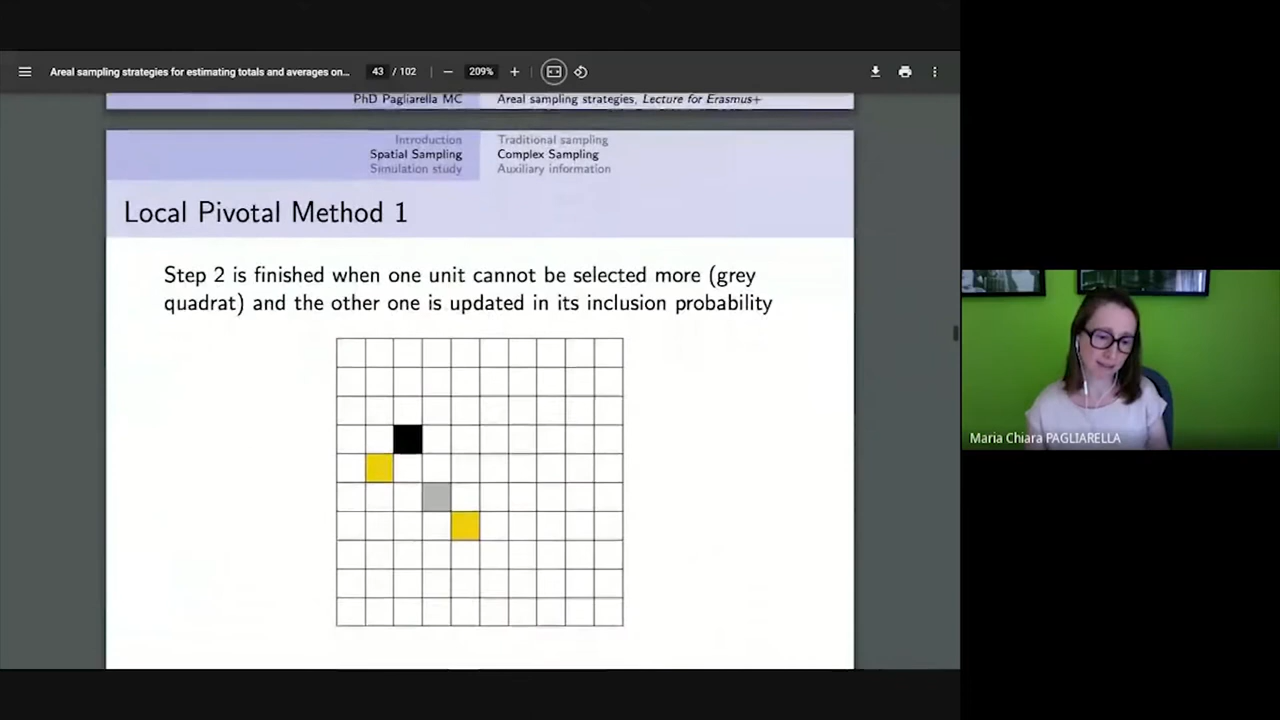 Areal sampling strategies for estimating totals and averages on...
43 / 102
209%
PhD Pagliarella MC
Areal sampling strategies, Lecture for Erasmus+
Introduction
Spatial Sampling
Simulation study
Traditional sampling
Complex Sampling
Auxiliary information
Local Pivotal Method 1
Step 2 is finished when one unit cannot be selected more (grey
quadrat) and the other one is updated in its inclusion probability
Maria Chiara PAGLIARELLA